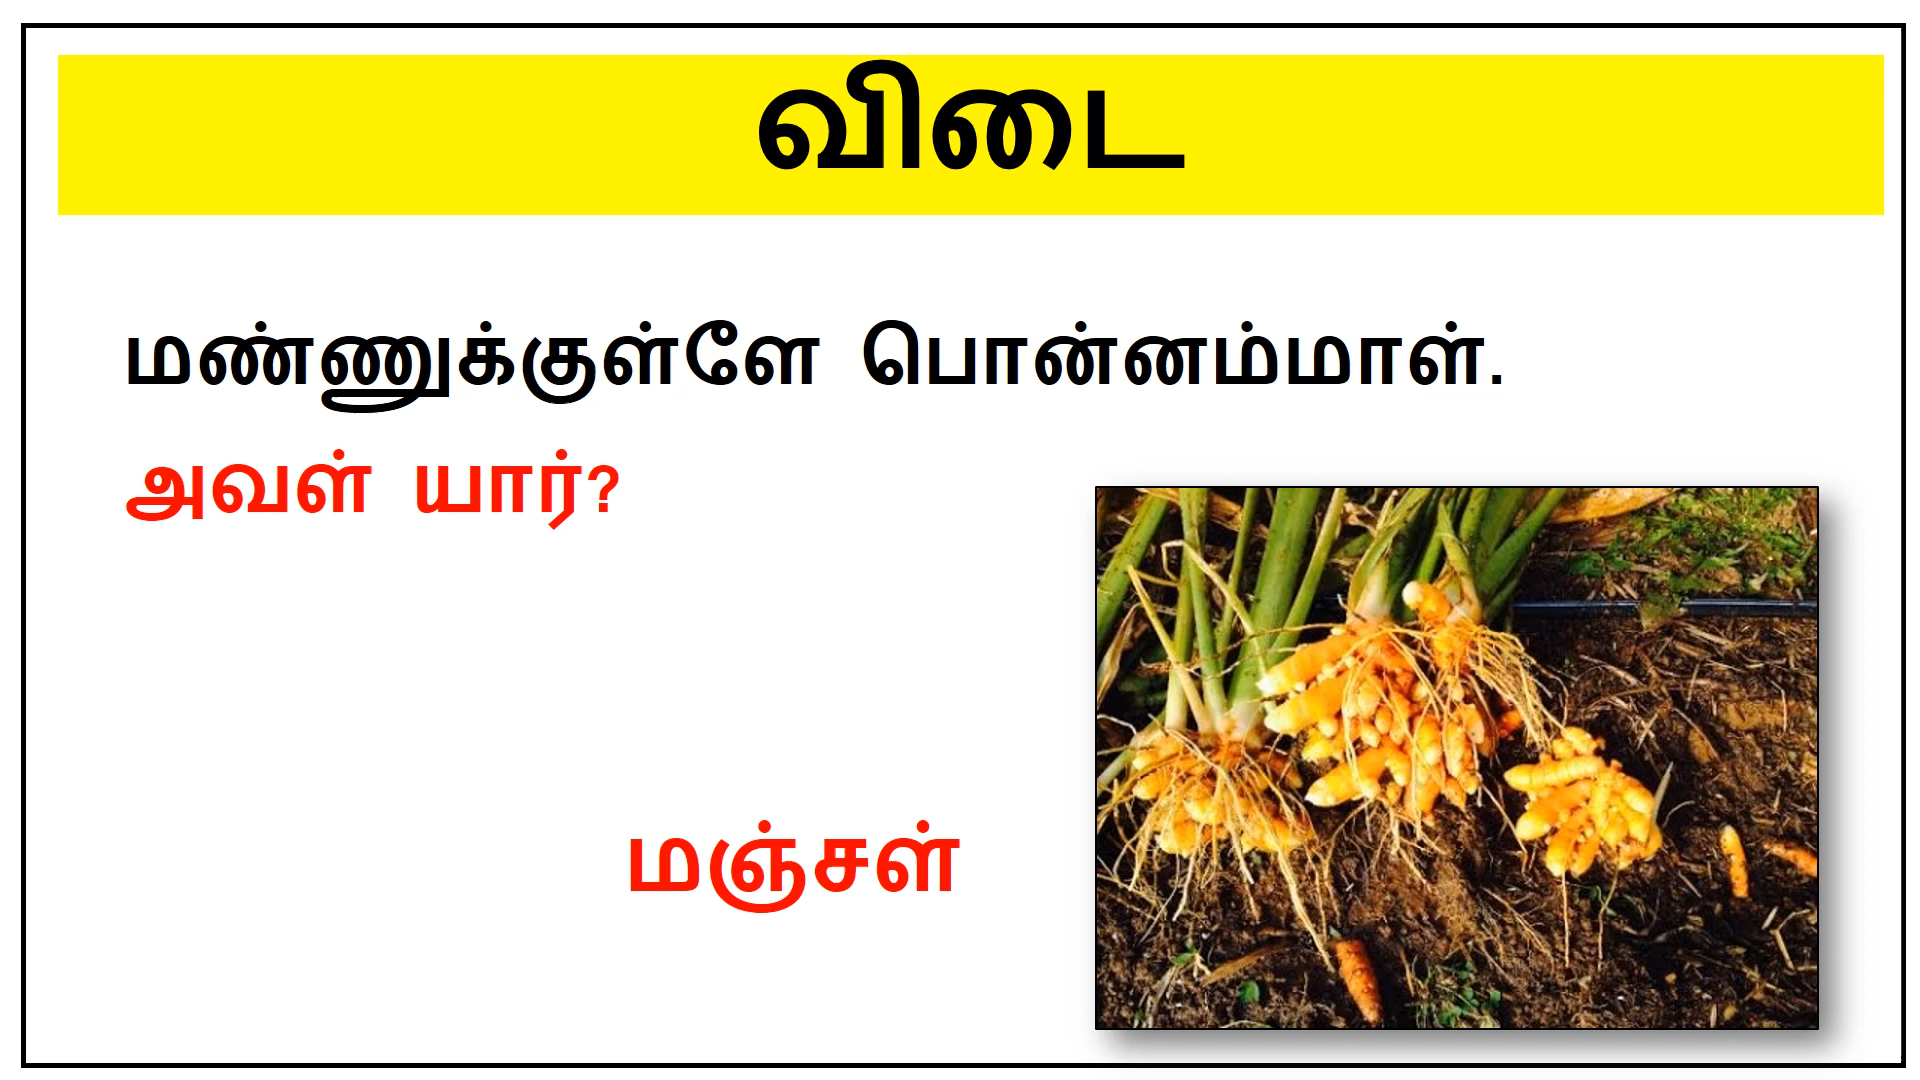 விடை
மண்ணுக்குள்ளே பொன்னம்மாள்.
அவள் யார்?
மஞ்சள்